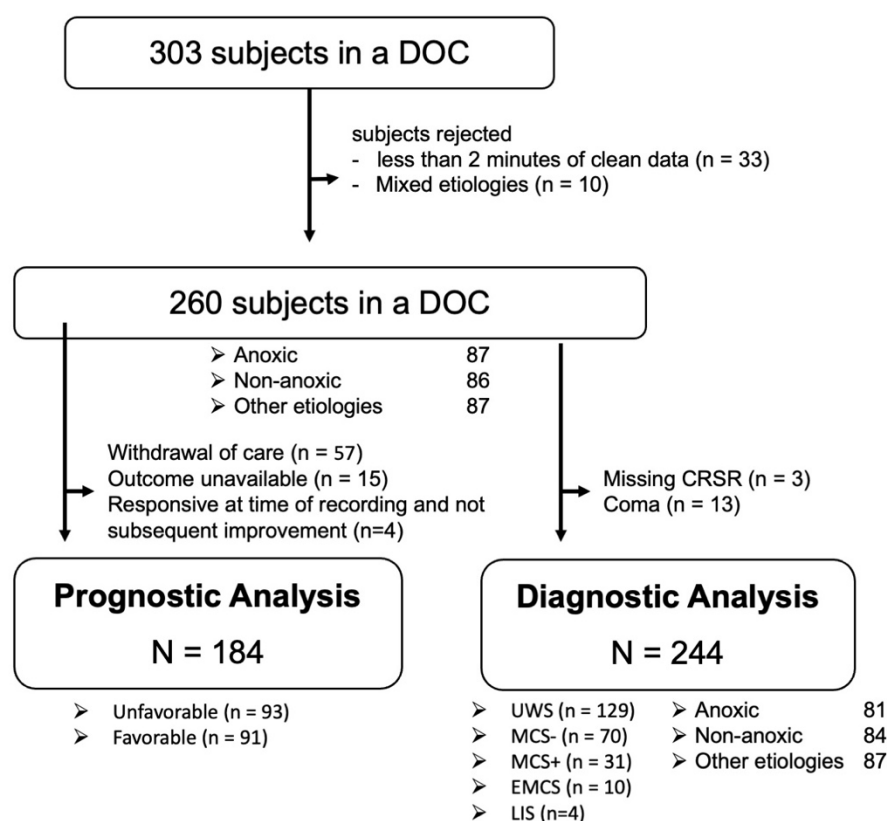 303 subjects in a DOC
subjects rejected
- less than 2 minutes of clean data (n = 33)
- Mixed etiologies (n = 10)
260 subjects in a DOC
➢ Anoxic 87
➢ Non-anoxic 86
➢ Other etiologies 87
Withdrawal of care (n = 57)
Outcome unavailable (n = 15)
Responsive at time of recording and not
subsequent improvement (n=4)
Missing CRSR (n = 3)
Coma (n = 13)
Prognostic Analysis
N = 184
➢ Unfavorable (n = 93)
➢ Favorable (n = 91)
Diagnostic Analysis
N = 244
➢ UWS (n = 129)
➢ MCS- (n = 70)
➢ MCS+ (n = 31)
➢ EMCS (n = 10)
➢ LIS (n=4)
➢ Anoxic 81
➢ Non-anoxic 84
➢ Other etiologies 87